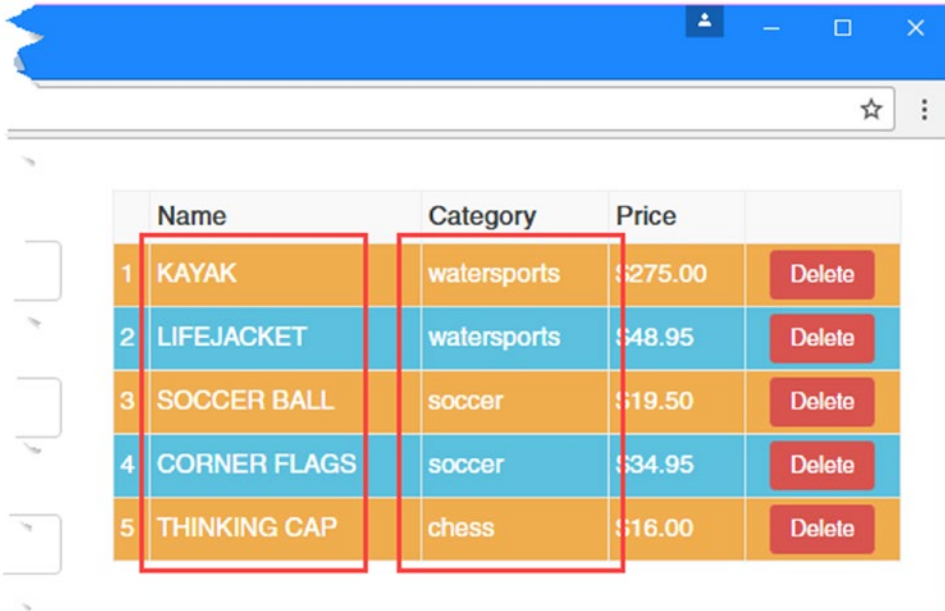 Name Category Price
1 KAYAK watersports $275.00 Delete
2 LIFEJACKET watersports $48.95 Delete
3 SOCCER BALL soccer $19.50 Delete
4 CORNER FLAGS soccer $34.95 Delete
5 THINKING CAP chess $16.00 Delete